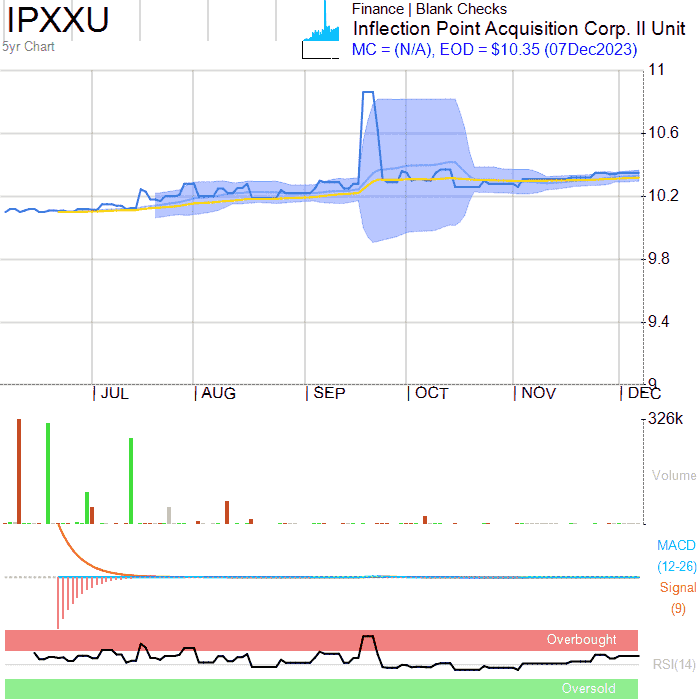 IPXXU
5yr Chart
Finance | Blank Checks
Inflection Point Acquisition Corp. II Unit
MC = (N/A), EOD = $10.35 (07Dec2023)
11
10.6
10.2
9.8
9.4
9
JUL AUG SEP OCT NOV DEC
326k
Volume
MACD
(12-26)
Signal
(9)
Overbought
RSI(14)
Oversold